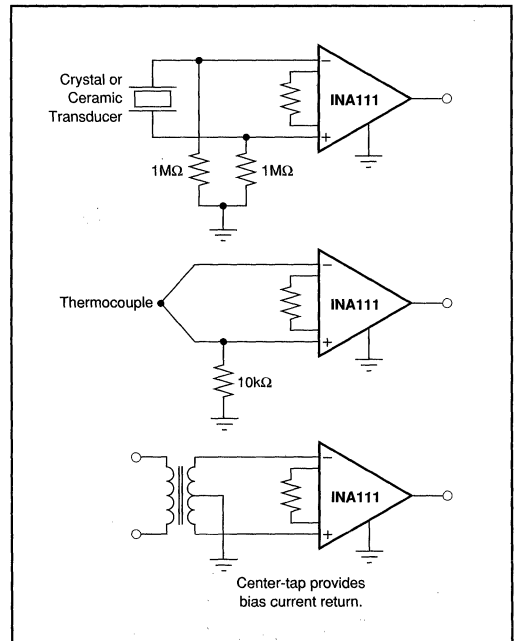 Crystal or
Ceramic
Transducer
−
INA111
+
1MΩ
1MΩ
Thermocouple
−
INA111
+
10kΩ
−
INA111
+
Center-tap provides
bias current return.